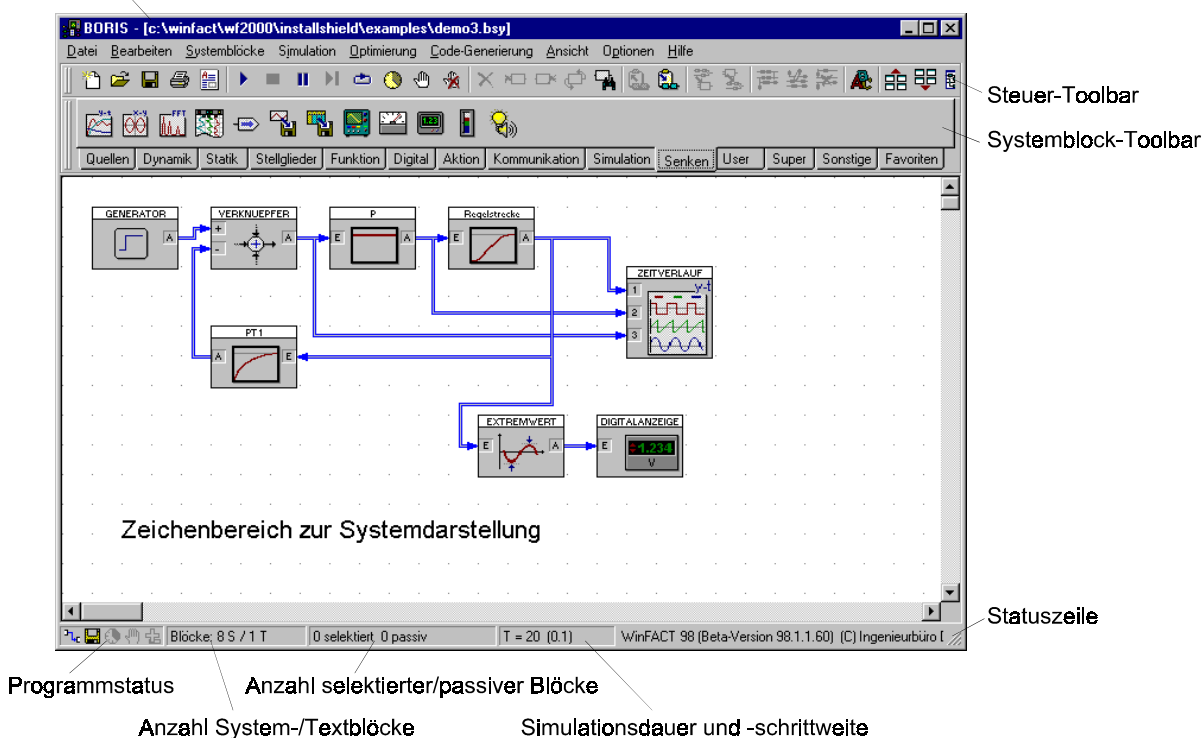 BORIS - [c:\winfact\wf2000\installshield\examples\demo3.bsy]
Datei Bearbeiten Systemblöcke Simulation Optimierung Code-Generierung Ansicht Optionen Hilfe
Steuer-Toolbar
y-t x-y FFT
Systemblock-Toolbar
Quellen Dynamik Statik Stellglieder Funktion Digital Aktion Kommunikation Simulation Senken User Super Sonstige Favoriten
GENERATOR VERKNUEPFER P Regelstrecke
A + - A E A E A
ZEITVERLAUF
y-t
1
2
3
PT1
A E
EXTREMWERT DIGITALANZEIGE
E A E 1.234
V
Zeichenbereich zur Systemdarstellung
Statuszeile
Blöcke: 8 S / 1 T 0 selektiert, 0 passiv T = 20 (0.1) WinFACT 98 (Beta-Version 98.1.1.60) (C) Ingenieurbüro
Programmstatus Anzahl selektierter/passiver Blöcke
Anzahl System-/Textblöcke Simulationsdauer und -schrittweite